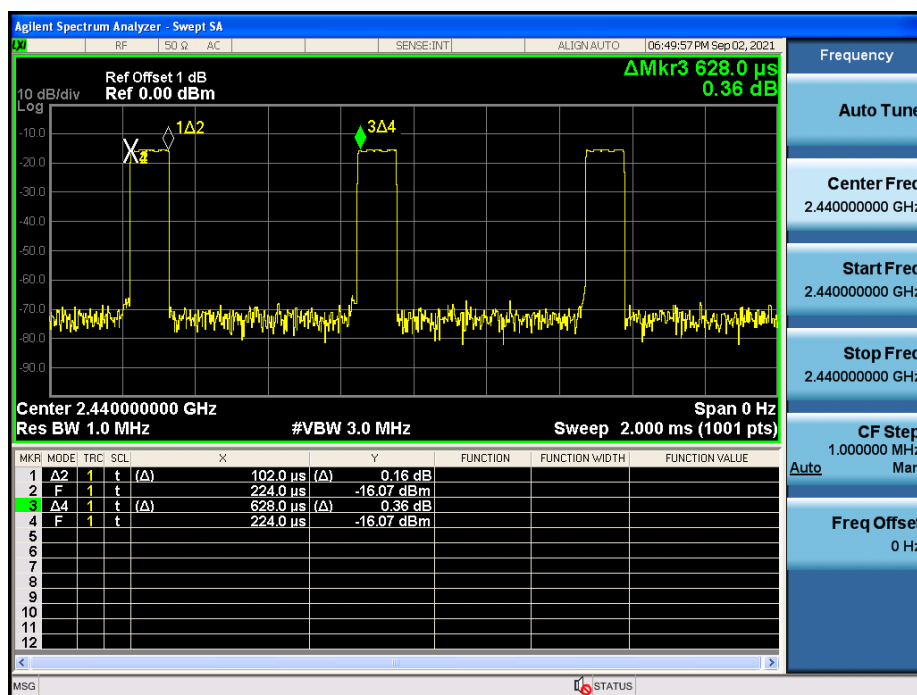 Agilent Spectrum Analyzer - Swept SA
LXI RF 50 Ω AC SENSE:INT ALIGN AUTO 06:49:57 PM Sep 02, 2021
Frequency
ΔMkr3 628.0 µs
0.36 dB
Ref Offset 1 dB
10 dB/div Ref 0.00 dBm
Log
Auto Tune
1Δ2
3Δ4
-10.0
-20.0
-30.0
-40.0
-50.0
-60.0
-70.0
-80.0
-90.0
Center Freq
2.440000000 GHz
Start Freq
2.440000000 GHz
Stop Freq
2.440000000 GHz
Center 2.440000000 GHz Span 0 Hz
Res BW 1.0 MHz #VBW 3.0 MHz Sweep 2.000 ms (1001 pts)
CF Step
1.000000 MHz
Auto Man
Freq Offset
0 Hz
MKR MODE TRC SCL X Y FUNCTION FUNCTION WIDTH FUNCTION VALUE
1 Δ2 1 t (Δ) 102.0 µs (Δ) 0.16 dB
2 F 1 t 224.0 µs -16.07 dBm
3 Δ4 1 t (Δ) 628.0 µs (Δ) 0.36 dB
4 F 1 t 224.0 µs -16.07 dBm
5
6
7
8
9
10
11
12
MSG STATUS